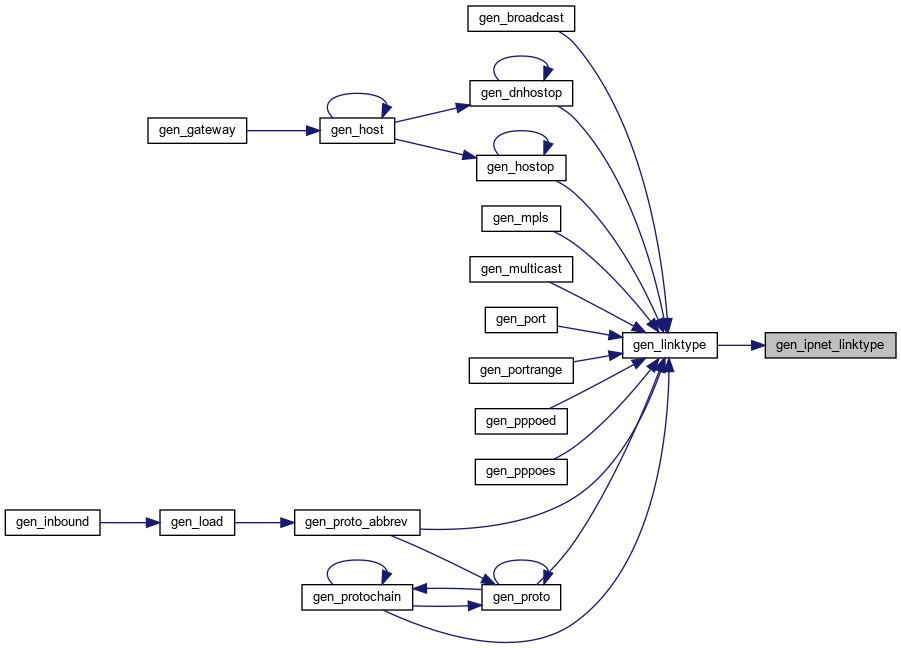 gen_broadcast
gen_dnhostop
gen_gateway
gen_host
gen_hostop
gen_mpls
gen_multicast
gen_port
gen_linktype
gen_ipnet_linktype
gen_portrange
gen_pppoed
gen_pppoes
gen_inbound
gen_load
gen_proto_abbrev
gen_protochain
gen_proto